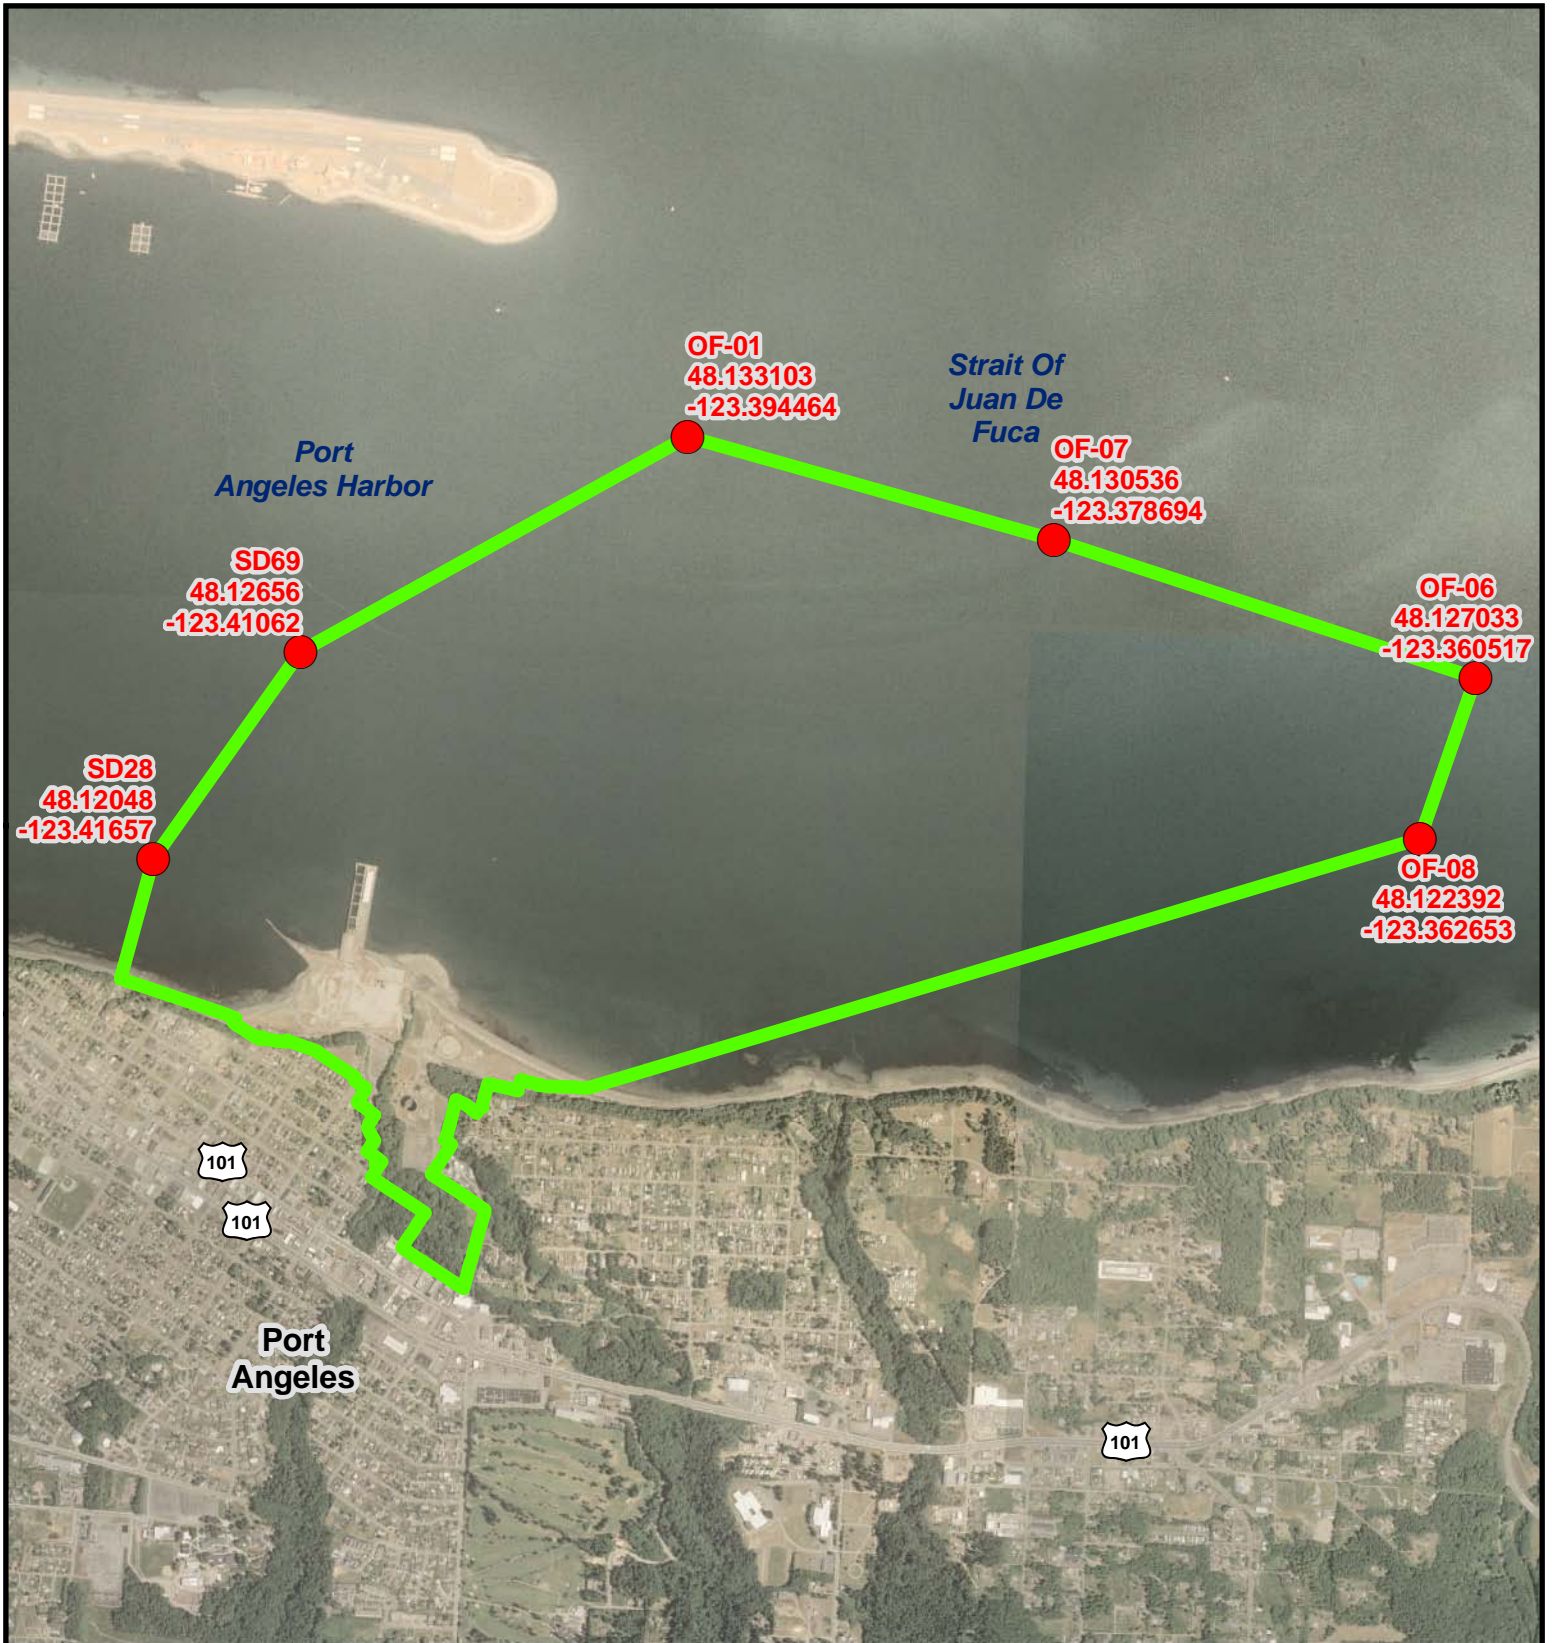 OF-01
48.133103
-123.394464
Strait Of
Juan De
Fuca
Port
Angeles Harbor
OF-07
48.130536
-123.378694
SD69
48.12656
-123.41062
OF-06
48.127033
-123.360517
SD28
48.12048
-123.41657
OF-08
48.122392
-123.362653
101
101
Port
Angeles
101